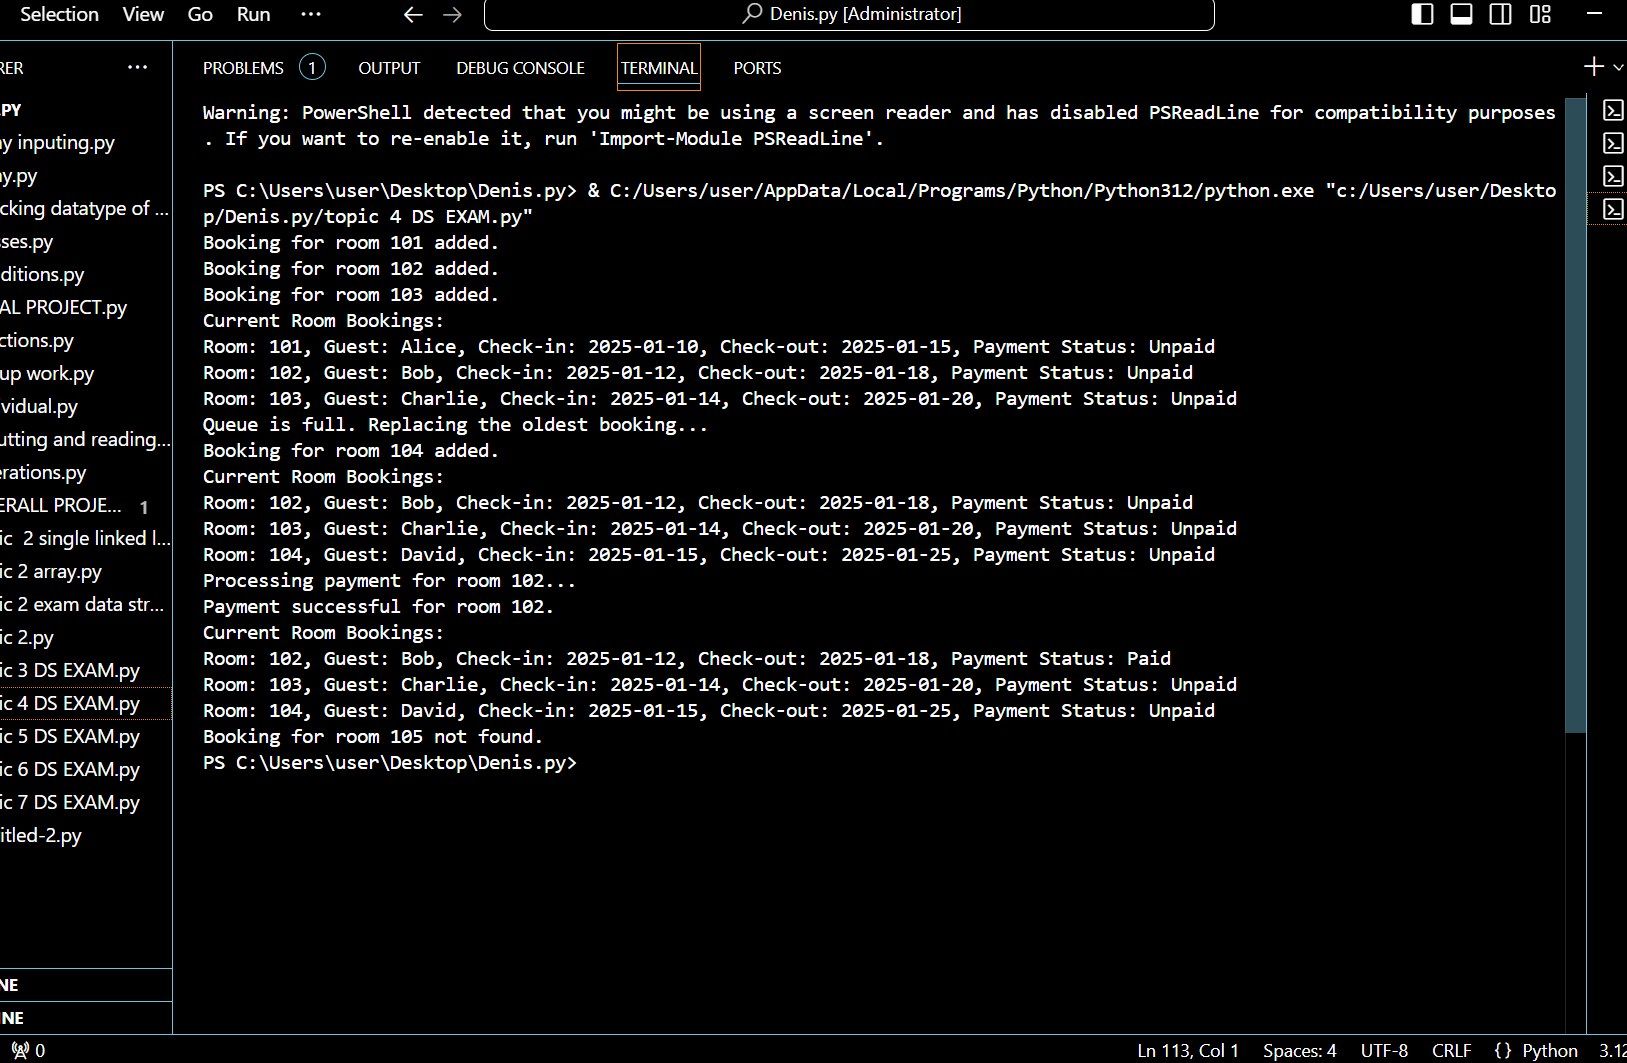 Selection View Go Run ···
Denis.py [Administrator]
RER ···
PROBLEMS 1 OUTPUT DEBUG CONSOLE TERMINAL PORTS
.PY
y inputing.py
y.py
cking datatype of ...
ses.py
ditions.py
AL PROJECT.py
ctions.py
up work.py
vidual.py
utting and reading...
erations.py
ERALL PROJE... 1
ic 2 single linked l...
ic 2 array.py
ic 2 exam data str...
ic 2.py
ic 3 DS EXAM.py
ic 4 DS EXAM.py
ic 5 DS EXAM.py
ic 6 DS EXAM.py
ic 7 DS EXAM.py
itled-2.py
NE
INE
Warning: PowerShell detected that you might be using a screen reader and has disabled PSReadLine for compatibility purposes
. If you want to re-enable it, run 'Import-Module PSReadLine'.
PS C:\Users\user\Desktop\Denis.py> & C:/Users/user/AppData/Local/Programs/Python/Python312/python.exe "c:/Users/user/Deskto
p/Denis.py/topic 4 DS EXAM.py"
Booking for room 101 added.
Booking for room 102 added.
Booking for room 103 added.
Current Room Bookings:
Room: 101, Guest: Alice, Check-in: 2025-01-10, Check-out: 2025-01-15, Payment Status: Unpaid
Room: 102, Guest: Bob, Check-in: 2025-01-12, Check-out: 2025-01-18, Payment Status: Unpaid
Room: 103, Guest: Charlie, Check-in: 2025-01-14, Check-out: 2025-01-20, Payment Status: Unpaid
Queue is full. Replacing the oldest booking...
Booking for room 104 added.
Current Room Bookings:
Room: 102, Guest: Bob, Check-in: 2025-01-12, Check-out: 2025-01-18, Payment Status: Unpaid
Room: 103, Guest: Charlie, Check-in: 2025-01-14, Check-out: 2025-01-20, Payment Status: Unpaid
Room: 104, Guest: David, Check-in: 2025-01-15, Check-out: 2025-01-25, Payment Status: Unpaid
Processing payment for room 102...
Payment successful for room 102.
Current Room Bookings:
Room: 102, Guest: Bob, Check-in: 2025-01-12, Check-out: 2025-01-18, Payment Status: Paid
Room: 103, Guest: Charlie, Check-in: 2025-01-14, Check-out: 2025-01-20, Payment Status: Unpaid
Room: 104, Guest: David, Check-in: 2025-01-15, Check-out: 2025-01-25, Payment Status: Unpaid
Booking for room 105 not found.
PS C:\Users\user\Desktop\Denis.py>
0 Ln 113, Col 1 Spaces: 4 UTF-8 CRLF {} Python 3.12